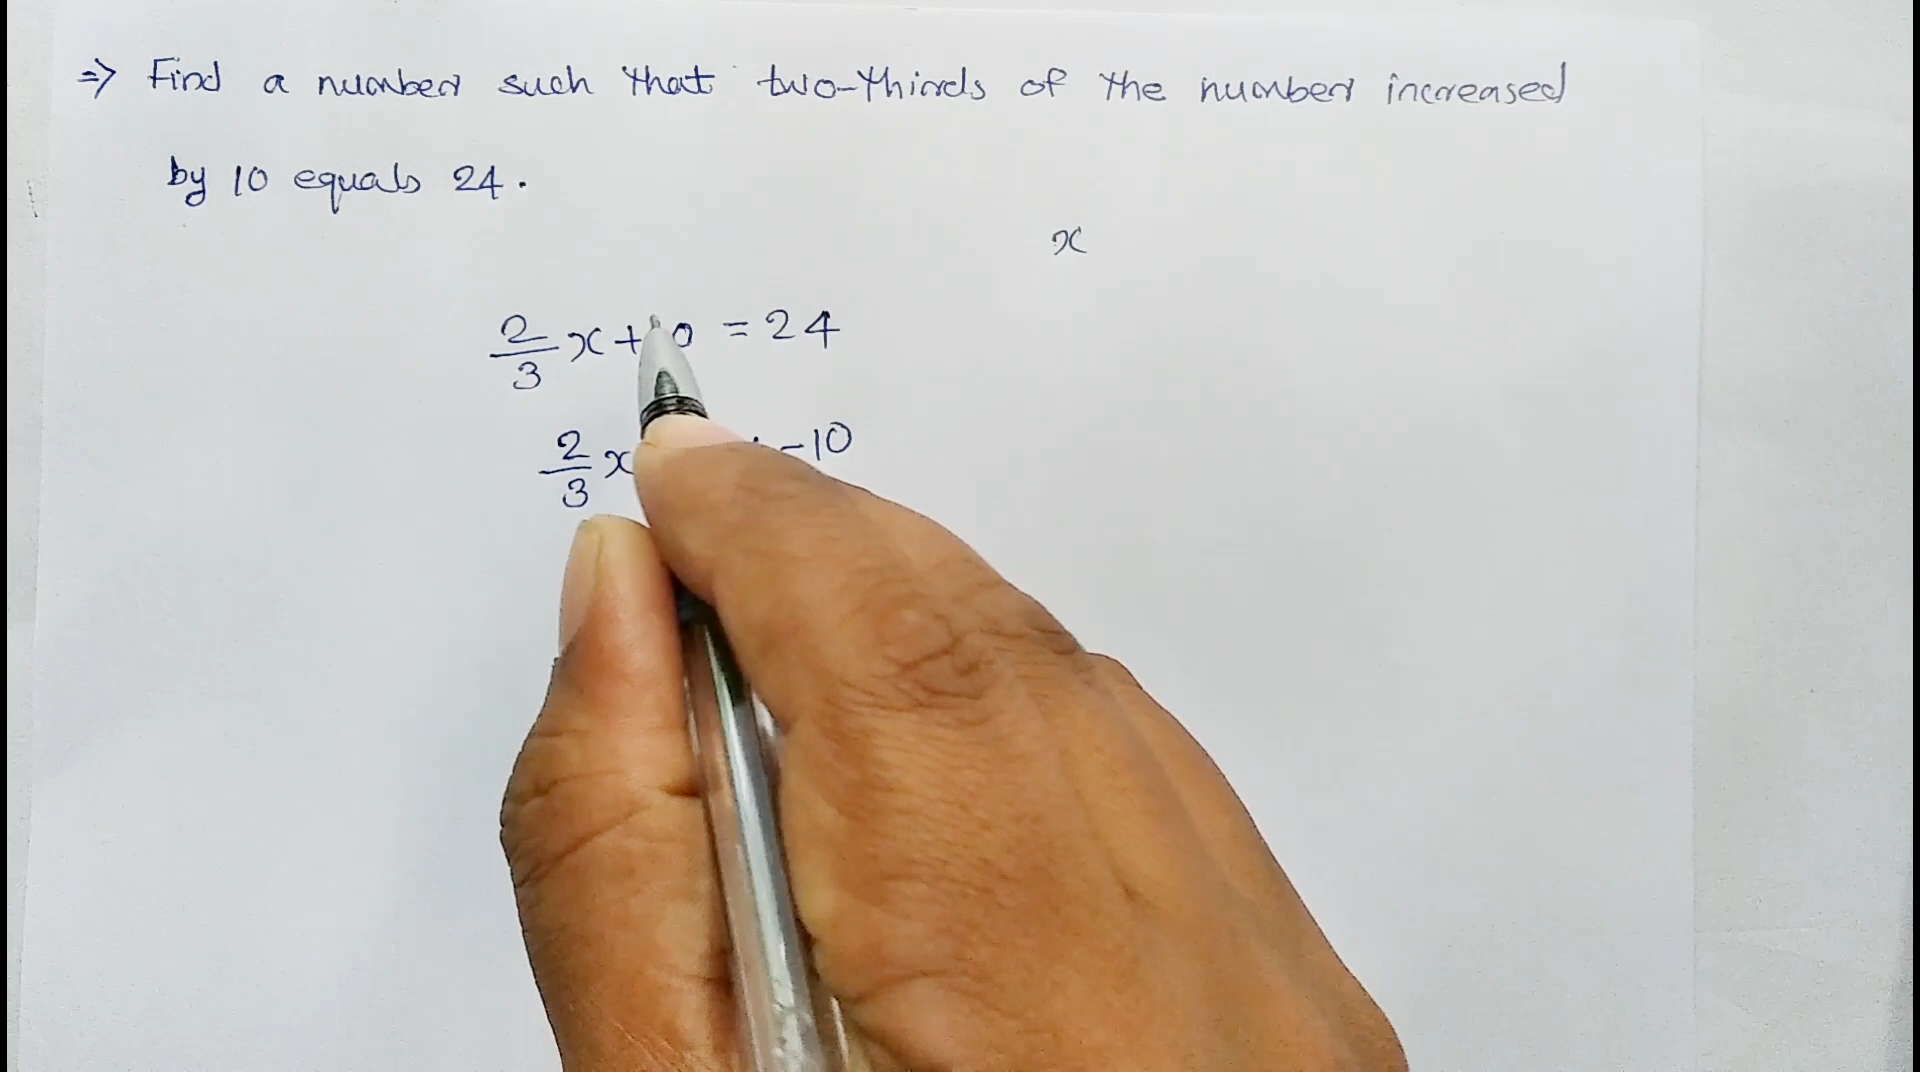 ⇒ Find a number such that two-thirds of the number increased
by 10 equals 24.
x
2/3 x + 0 = 24
2/3 x - 10